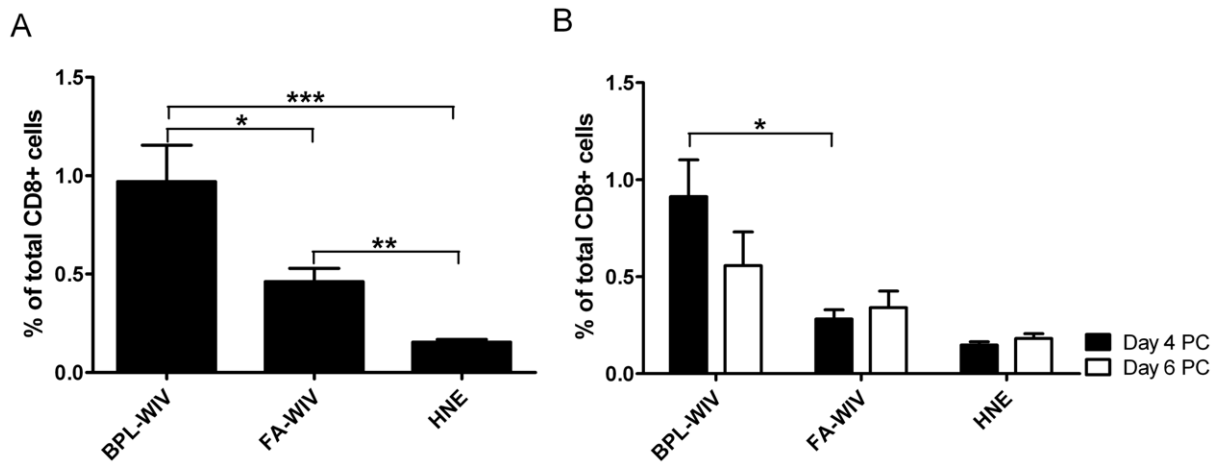 A
% of total CD8+ cells
1.5
1.0
0.5
0.0
***
*
**
BPL-WIV
FA-WIV
HNE
B
% of total CD8+ cells
1.5
1.0
0.5
0.0
*
BPL-WIV
FA-WIV
HNE
Day 4 PC
Day 6 PC